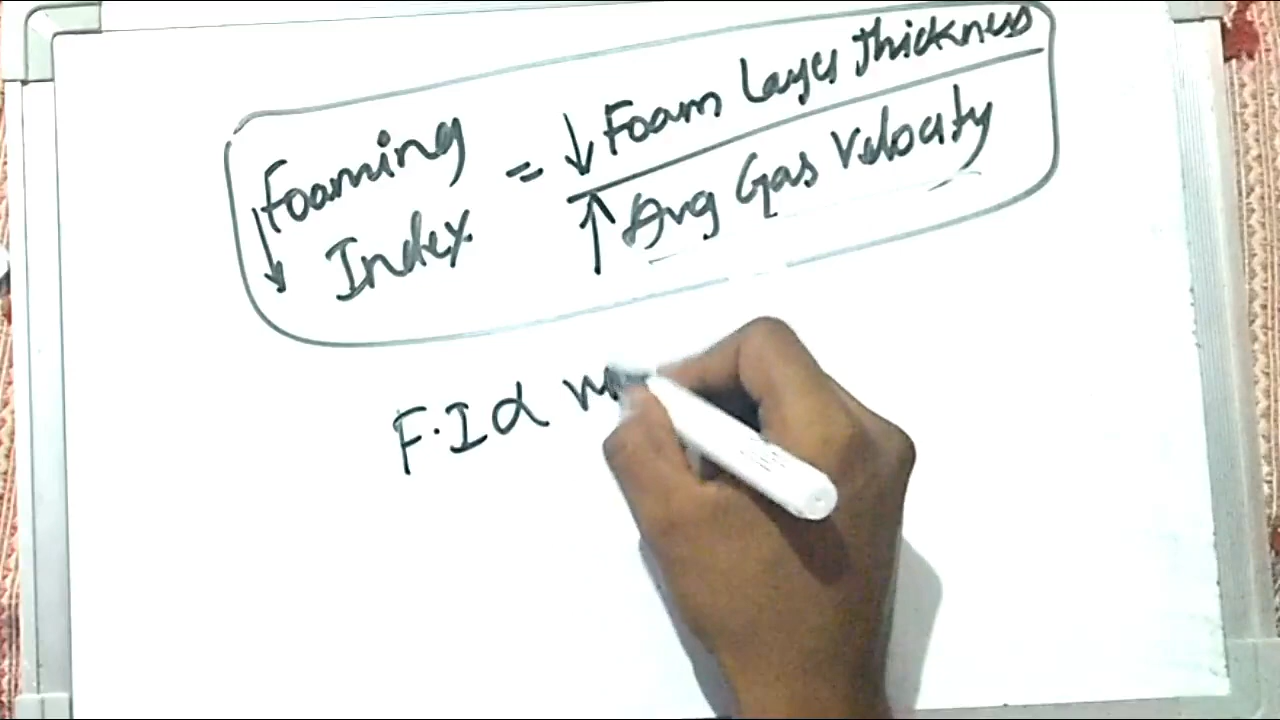 Foaming Index = ↓ Foam Layer Thickness
↑ Avg Gas Velocity
↓
F.I α